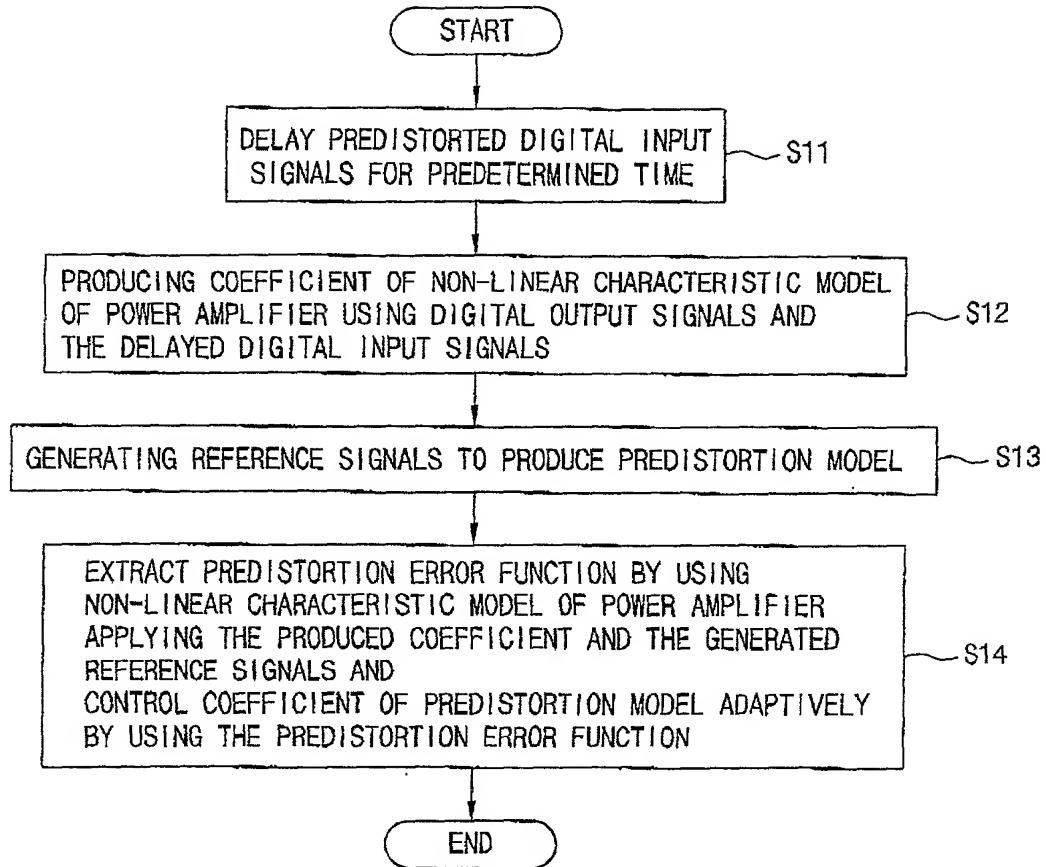 START
DELAY PREDISTORTED DIGITAL INPUT
SIGNALS FOR PREDETERMINED TIME
S11
PRODUCING COEFFICIENT OF NON-LINEAR CHARACTERISTIC MODEL
OF POWER AMPLIFIER USING DIGITAL OUTPUT SIGNALS AND
THE DELAYED DIGITAL INPUT SIGNALS
S12
GENERATING REFERENCE SIGNALS TO PRODUCE PREDISTORTION MODEL
S13
EXTRACT PREDISTORTION ERROR FUNCTION BY USING
NON-LINEAR CHARACTERISTIC MODEL OF POWER AMPLIFIER
APPLYING THE PRODUCED COEFFICIENT AND THE GENERATED
REFERENCE SIGNALS AND
CONTROL COEFFICIENT OF PREDISTORTION MODEL ADAPTIVELY
BY USING THE PREDISTORTION ERROR FUNCTION
S14
END